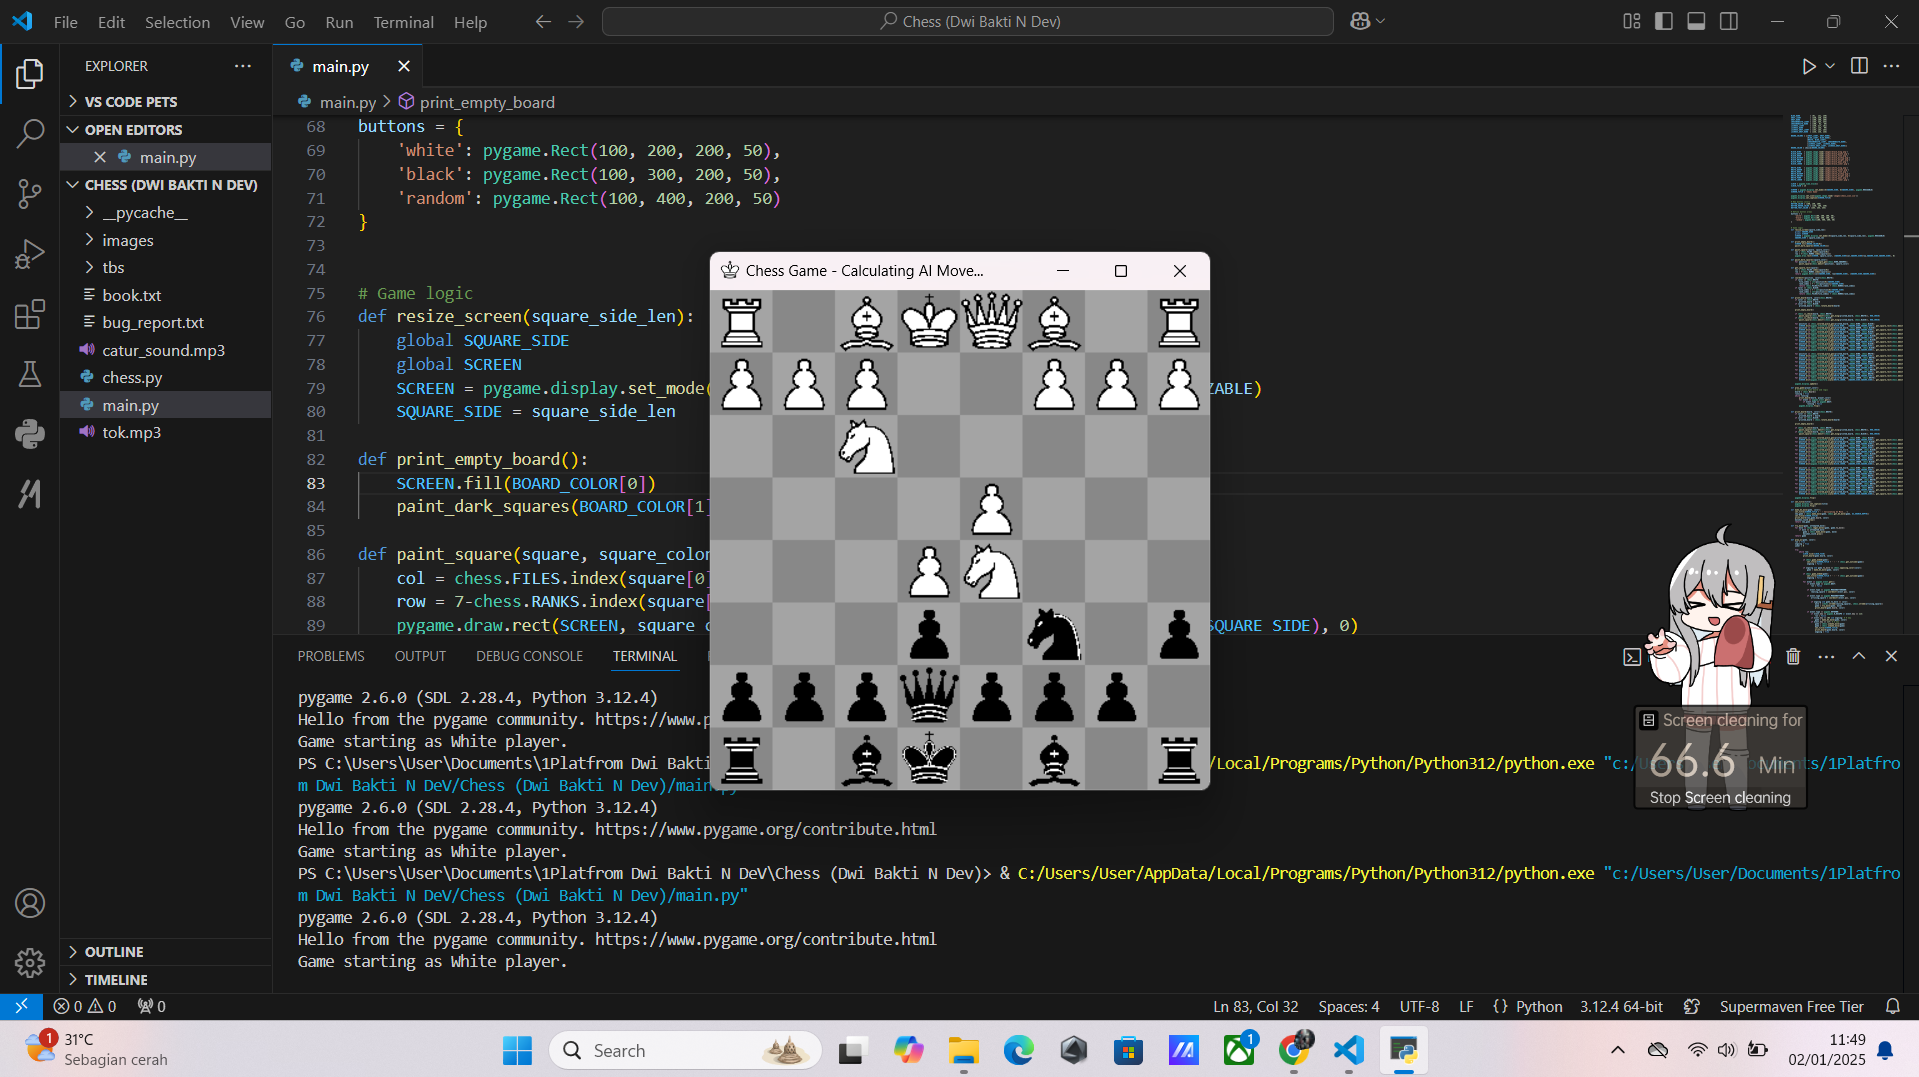 File Edit Selection View Go Run Terminal Help
Chess (Dwi Bakti N Dev)
EXPLORER
VS CODE PETS
OPEN EDITORS
main.py
CHESS (DWI BAKTI N DEV)
__pycache__
images
tbs
book.txt
bug_report.txt
catur_sound.mp3
chess.py
main.py
tok.mp3
OUTLINE
TIMELINE
main.py
main.py > print_empty_board
68 buttons = {
69 'white': pygame.Rect(100, 200, 200, 50),
70 'black': pygame.Rect(100, 300, 200, 50),
71 'random': pygame.Rect(100, 400, 200, 50)
72 }
73
74
75 # Game logic
76 def resize_screen(square_side_len):
77 global SQUARE_SIDE
78 global SCREEN
79 SCREEN = pygame.display.set_mode( ZABLE)
80 SQUARE_SIDE = square_side_len
81
82 def print_empty_board():
83 SCREEN.fill(BOARD_COLOR[0])
84 paint_dark_squares(BOARD_COLOR[1]
85
86 def paint_square(square, square_color
87 col = chess.FILES.index(square[0]
88 row = 7-chess.RANKS.index(square[
89 pygame.draw.rect(SCREEN, square_c SQUARE_SIDE), 0)
Chess Game - Calculating AI Move...
PROBLEMS OUTPUT DEBUG CONSOLE TERMINAL
pygame 2.6.0 (SDL 2.28.4, Python 3.12.4)
Hello from the pygame community. https://www.p
Game starting as White player.
PS C:\Users\User\Documents\1Platfrom Dwi Bakti /Local/Programs/Python/Python312/python.exe "c:/U ents/1Platfro
m Dwi Bakti N DeV/Chess (Dwi Bakti N Dev)/main.py"
pygame 2.6.0 (SDL 2.28.4, Python 3.12.4)
Hello from the pygame community. https://www.pygame.org/contribute.html
Game starting as White player.
PS C:\Users\User\Documents\1Platfrom Dwi Bakti N DeV\Chess (Dwi Bakti N Dev)> & C:/Users/User/AppData/Local/Programs/Python/Python312/python.exe "c:/Users/User/Documents/1Platfro
m Dwi Bakti N DeV/Chess (Dwi Bakti N Dev)/main.py"
pygame 2.6.0 (SDL 2.28.4, Python 3.12.4)
Hello from the pygame community. https://www.pygame.org/contribute.html
Game starting as White player.
Screen cleaning for
66.6 Min
Stop Screen cleaning
0 0 0
Ln 83, Col 32 Spaces: 4 UTF-8 LF {} Python 3.12.4 64-bit Supermaven Free Tier
1
31°C
Sebagian cerah
Search
1
11:49
02/01/2025